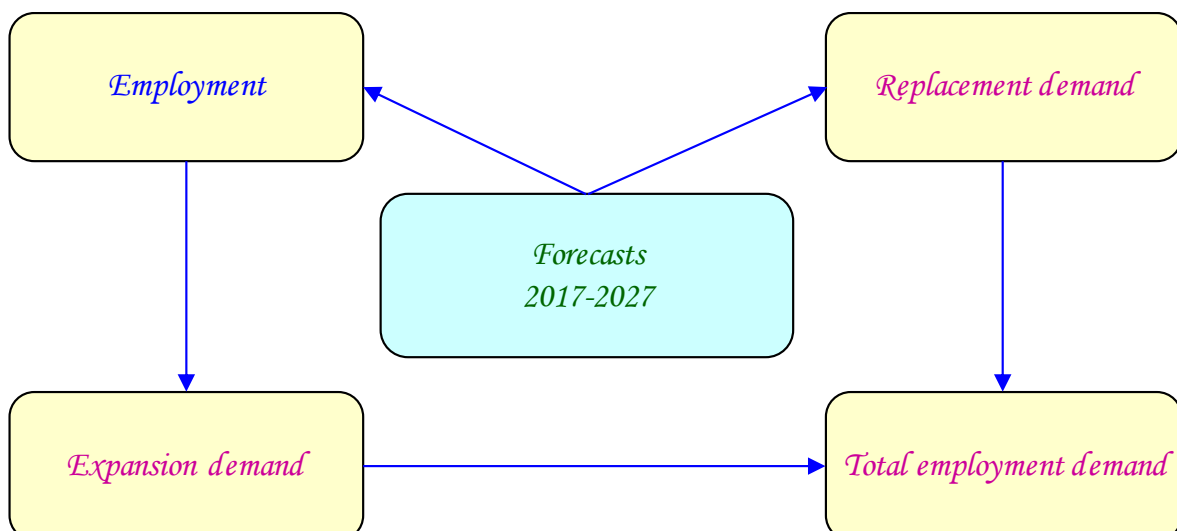 Employment
Replacement demand
Forecasts
2017-2027
Expansion demand
Total employment demand